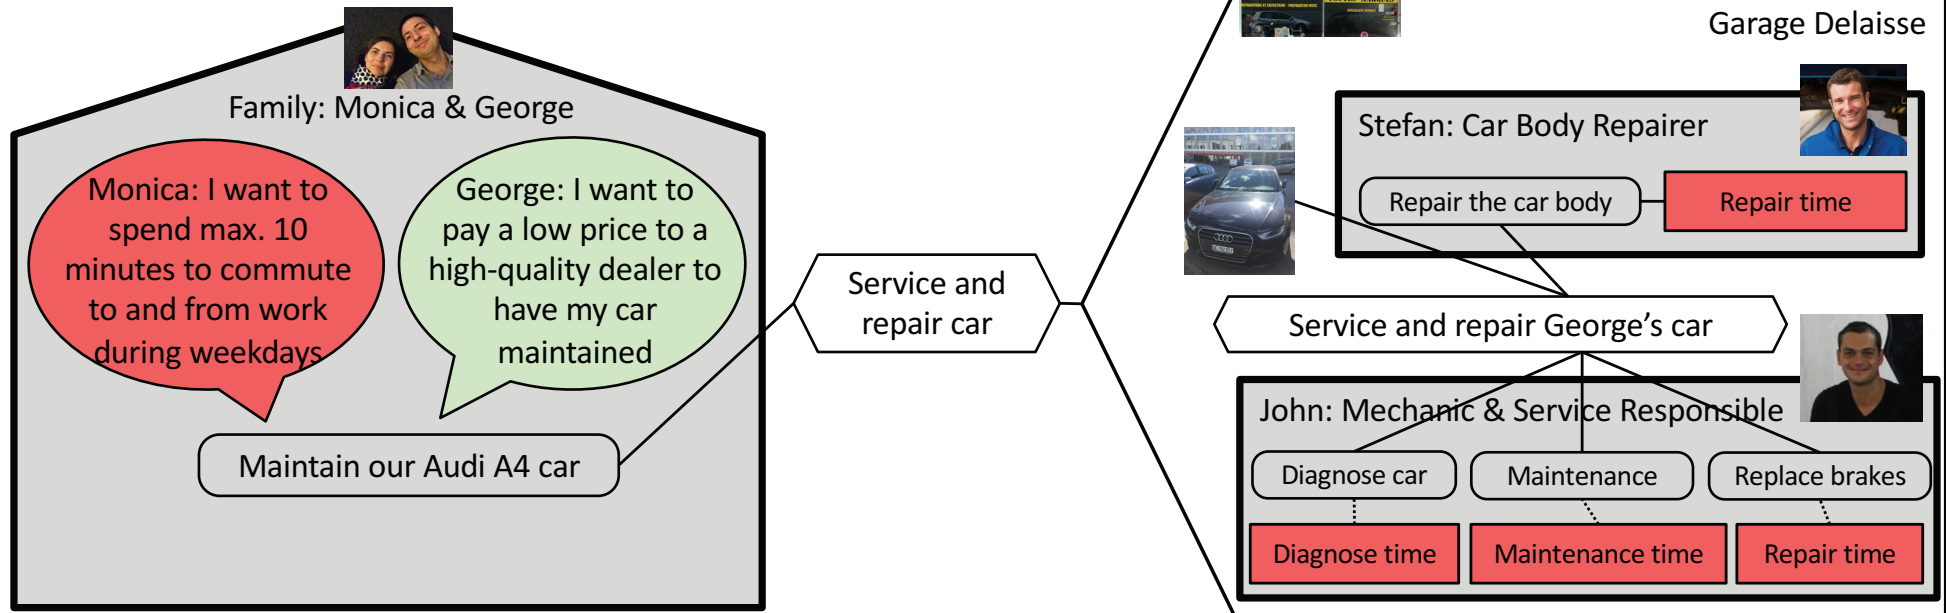 Garage Delaisse
Family: Monica & George
Monica: I want to
spend max. 10
minutes to commute
to and from work
during weekdays
George: I want to
pay a low price to a
high-quality dealer to
have my car
maintained
Maintain our Audi A4 car
Service and
repair car
Stefan: Car Body Repairer
Repair the car body
Repair time
Service and repair George’s car
John: Mechanic & Service Responsible
Diagnose car
Maintenance
Replace brakes
Diagnose time
Maintenance time
Repair time